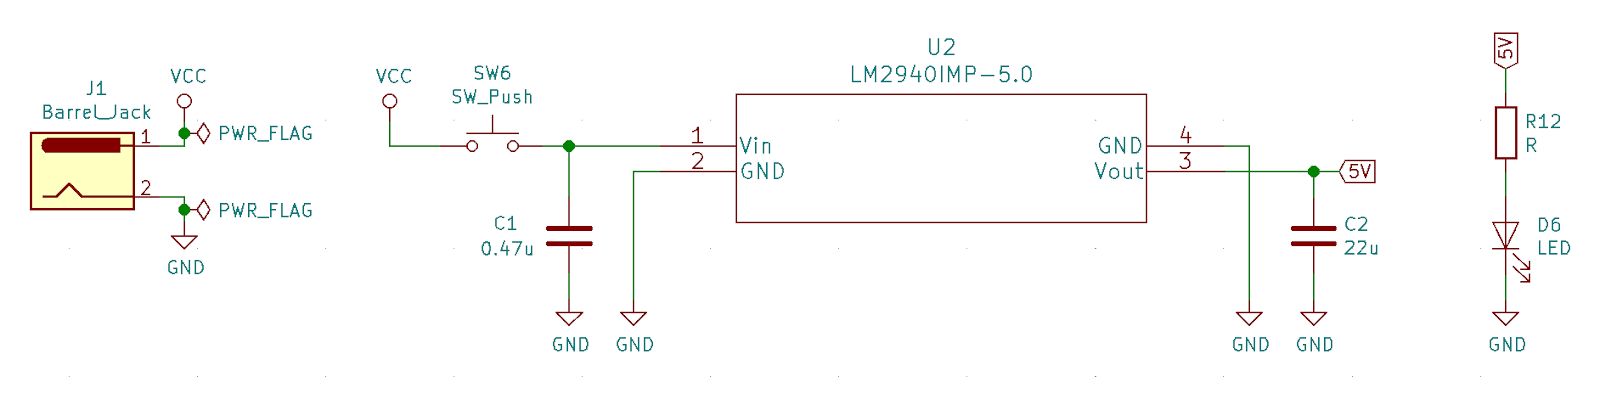 J1
Barrel_Jack
1
2
VCC
PWR_FLAG
PWR_FLAG
GND
VCC
SW6
SW_Push
C1
0.47u
GND
GND
U2
LM2940IMP-5.0
1
Vin
2
GND
GND
4
Vout
3
5V
C2
22u
GND
GND
5V
R12
R
D6
LED
GND